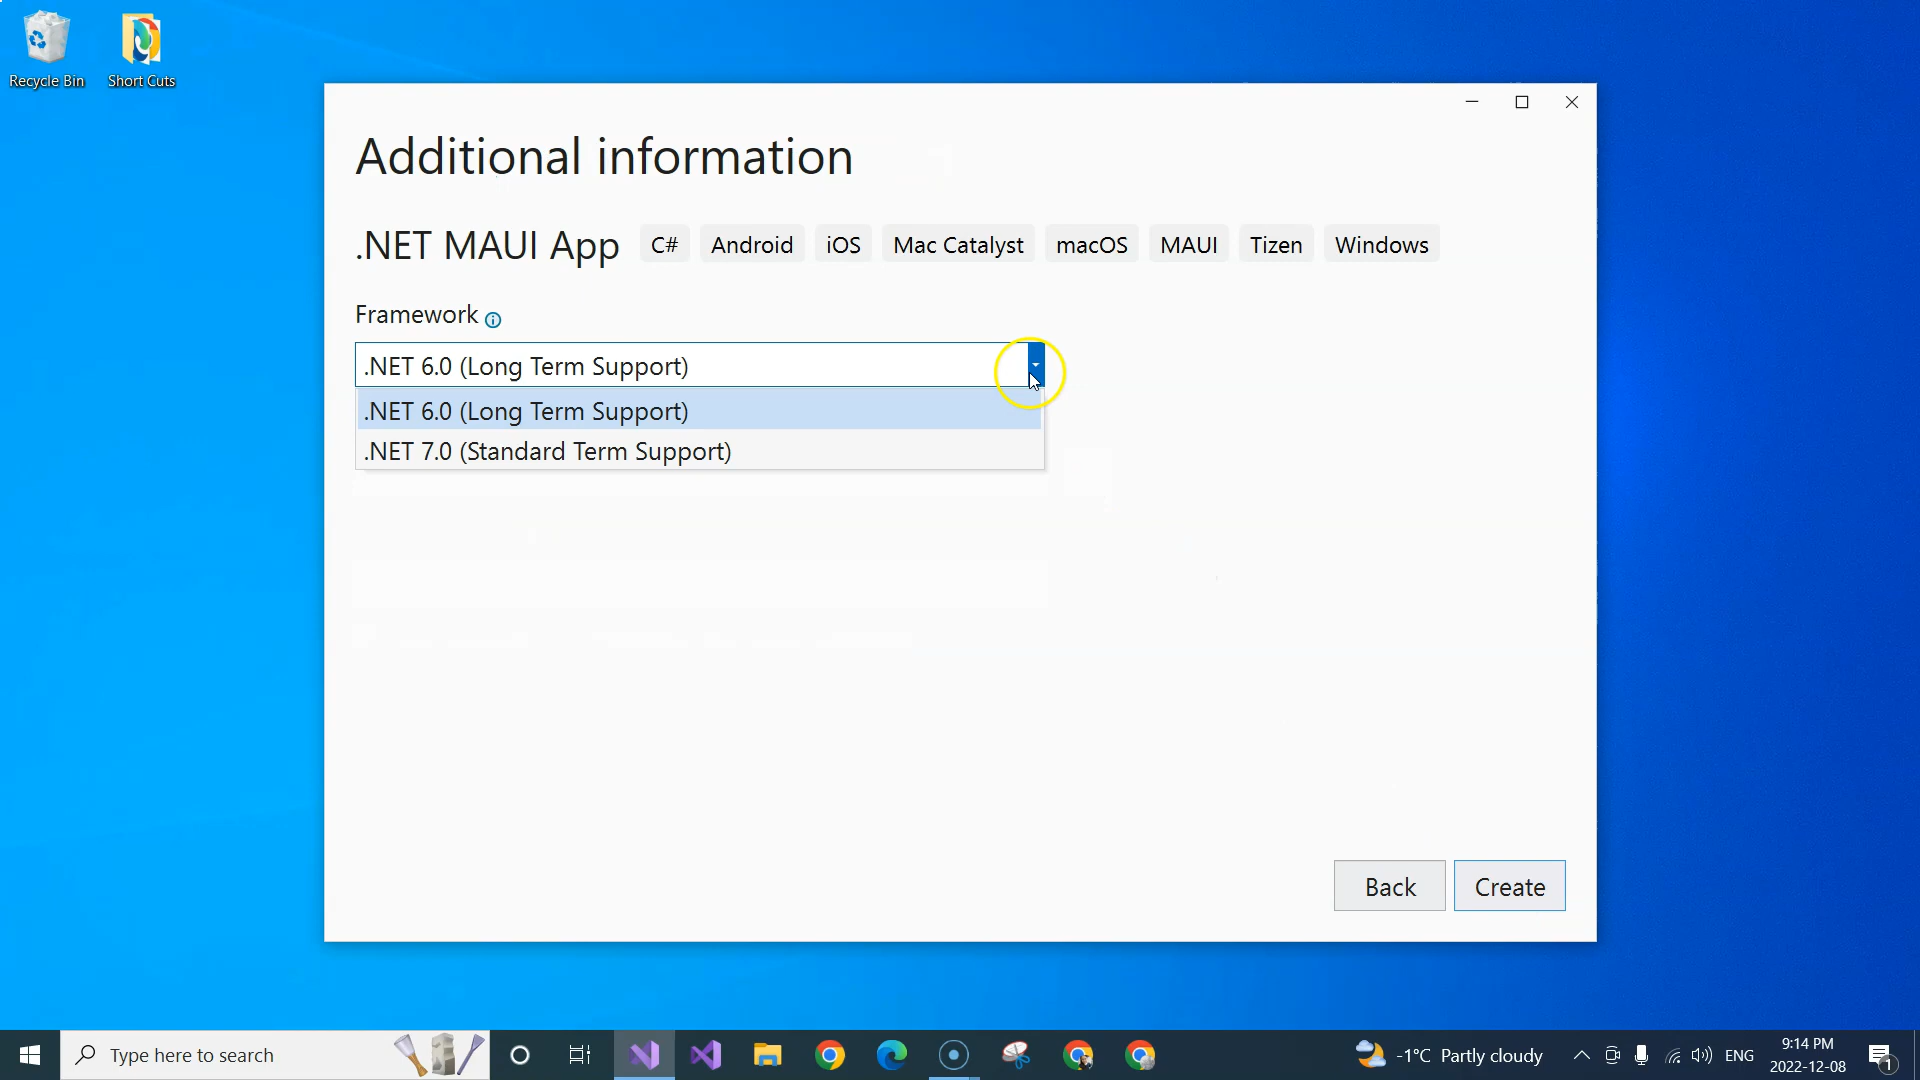 Recycle Bin
Short Cuts
Additional information
.NET MAUI App
C#
Android
iOS
Mac Catalyst
macOS
MAUI
Tizen
Windows
Framework
.NET 6.0 (Long Term Support)
.NET 6.0 (Long Term Support)
.NET 7.0 (Standard Term Support)
Back
Create
Type here to search
-1°C Partly cloudy
ENG
9:14 PM
2022-12-08
1